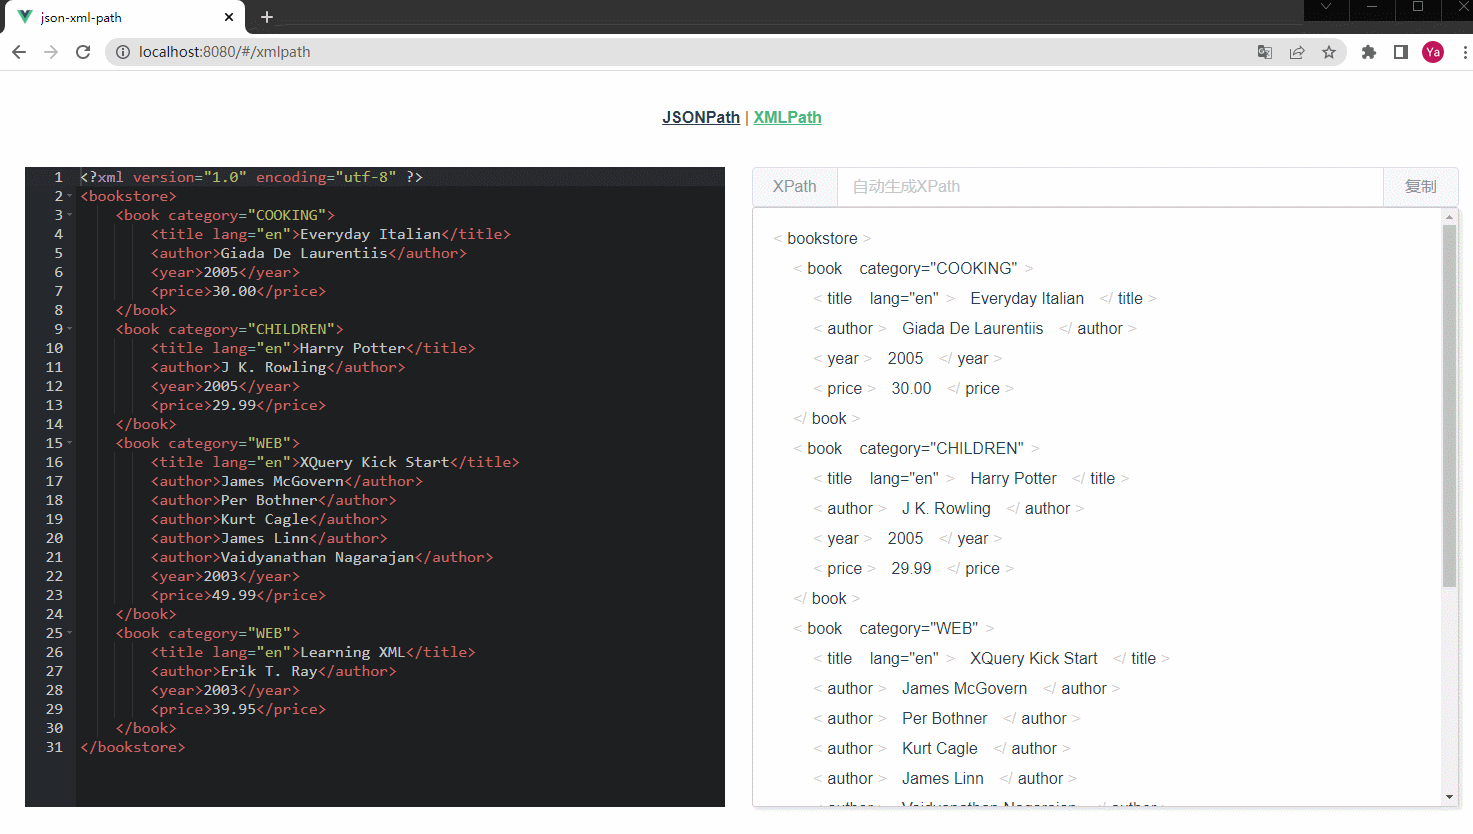 json-xml-path
localhost:8080/#/xmlpath
Ya
JSONPath | XMLPath
1 <?xml version="1.0" encoding="utf-8" ?>
2 <bookstore>
3 <book category="COOKING">
4 <title lang="en">Everyday Italian</title>
5 <author>Giada De Laurentiis</author>
6 <year>2005</year>
7 <price>30.00</price>
8 </book>
9 <book category="CHILDREN">
10 <title lang="en">Harry Potter</title>
11 <author>J K. Rowling</author>
12 <year>2005</year>
13 <price>29.99</price>
14 </book>
15 <book category="WEB">
16 <title lang="en">XQuery Kick Start</title>
17 <author>James McGovern</author>
18 <author>Per Bothner</author>
19 <author>Kurt Cagle</author>
20 <author>James Linn</author>
21 <author>Vaidyanathan Nagarajan</author>
22 <year>2003</year>
23 <price>49.99</price>
24 </book>
25 <book category="WEB">
26 <title lang="en">Learning XML</title>
27 <author>Erik T. Ray</author>
28 <year>2003</year>
29 <price>39.95</price>
30 </book>
31 </bookstore>
XPath 自动生成XPath 复制
< bookstore >
< book category="COOKING" >
< title lang="en" > Everyday Italian </ title >
< author > Giada De Laurentiis </ author >
< year > 2005 </ year >
< price > 30.00 </ price >
</ book >
< book category="CHILDREN" >
< title lang="en" > Harry Potter </ title >
< author > J K. Rowling </ author >
< year > 2005 </ year >
< price > 29.99 </ price >
</ book >
< book category="WEB" >
< title lang="en" > XQuery Kick Start </ title >
< author > James McGovern </ author >
< author > Per Bothner </ author >
< author > Kurt Cagle </ author >
< author > James Linn </ author >
< author > Vaidyanathan Nagarajan </ author >